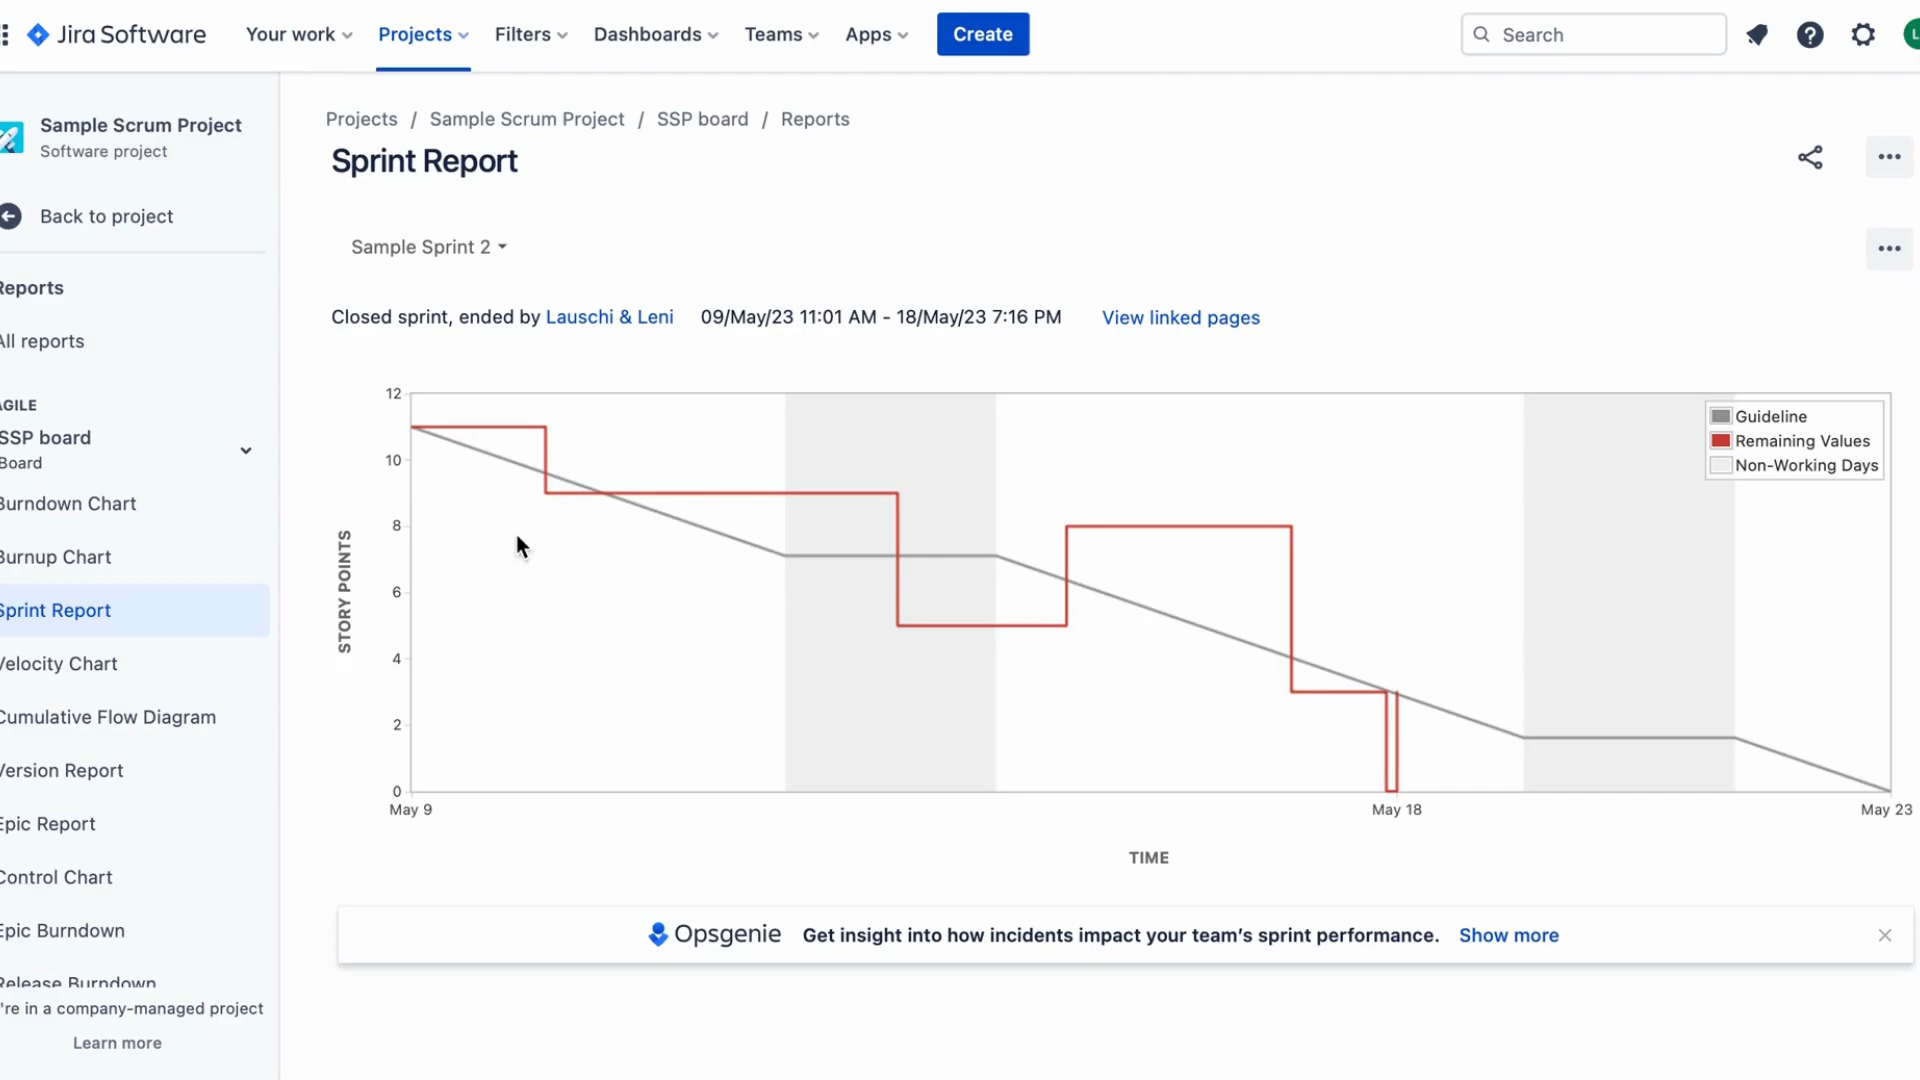 Jira Software Your work Projects Filters Dashboards Teams Apps Create Search L
Sample Scrum Project
Software project
Back to project
Reports
All reports
AGILE
SSP board
Board
Burndown Chart
Burnup Chart
Sprint Report
Velocity Chart
Cumulative Flow Diagram
Version Report
Epic Report
Control Chart
Epic Burndown
Release Burndown
're in a company-managed project
Learn more
Projects / Sample Scrum Project / SSP board / Reports
Sprint Report
Sample Sprint 2
Closed sprint, ended by Lauschi & Leni 09/May/23 11:01 AM - 18/May/23 7:16 PM View linked pages
STORY POINTS
12
10
8
6
4
2
0
Guideline
Remaining Values
Non-Working Days
May 9 May 18 May 23
TIME
Opsgenie Get insight into how incidents impact your team's sprint performance. Show more